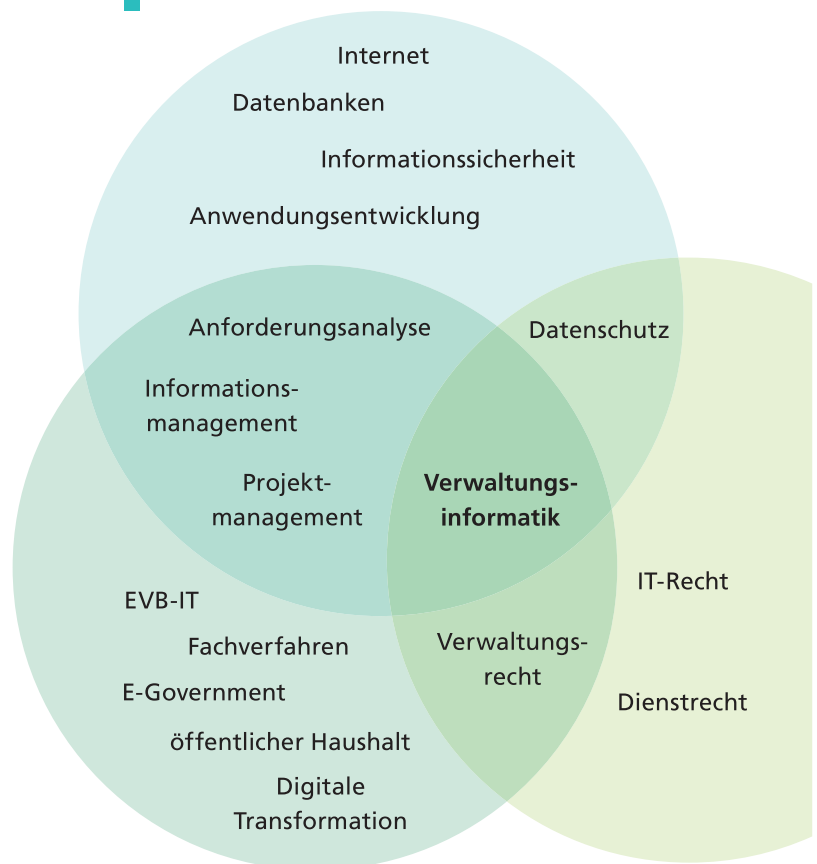 Internet
Datenbanken
Informationssicherheit
Anwendungsentwicklung
Anforderungsanalyse
Datenschutz
Informations-
management
Projekt-
management
Verwaltungs-
informatik
IT-Recht
EVB-IT
Fachverfahren
Verwaltungs-
recht
E-Government
Dienstrecht
öffentlicher Haushalt
Digitale
Transformation